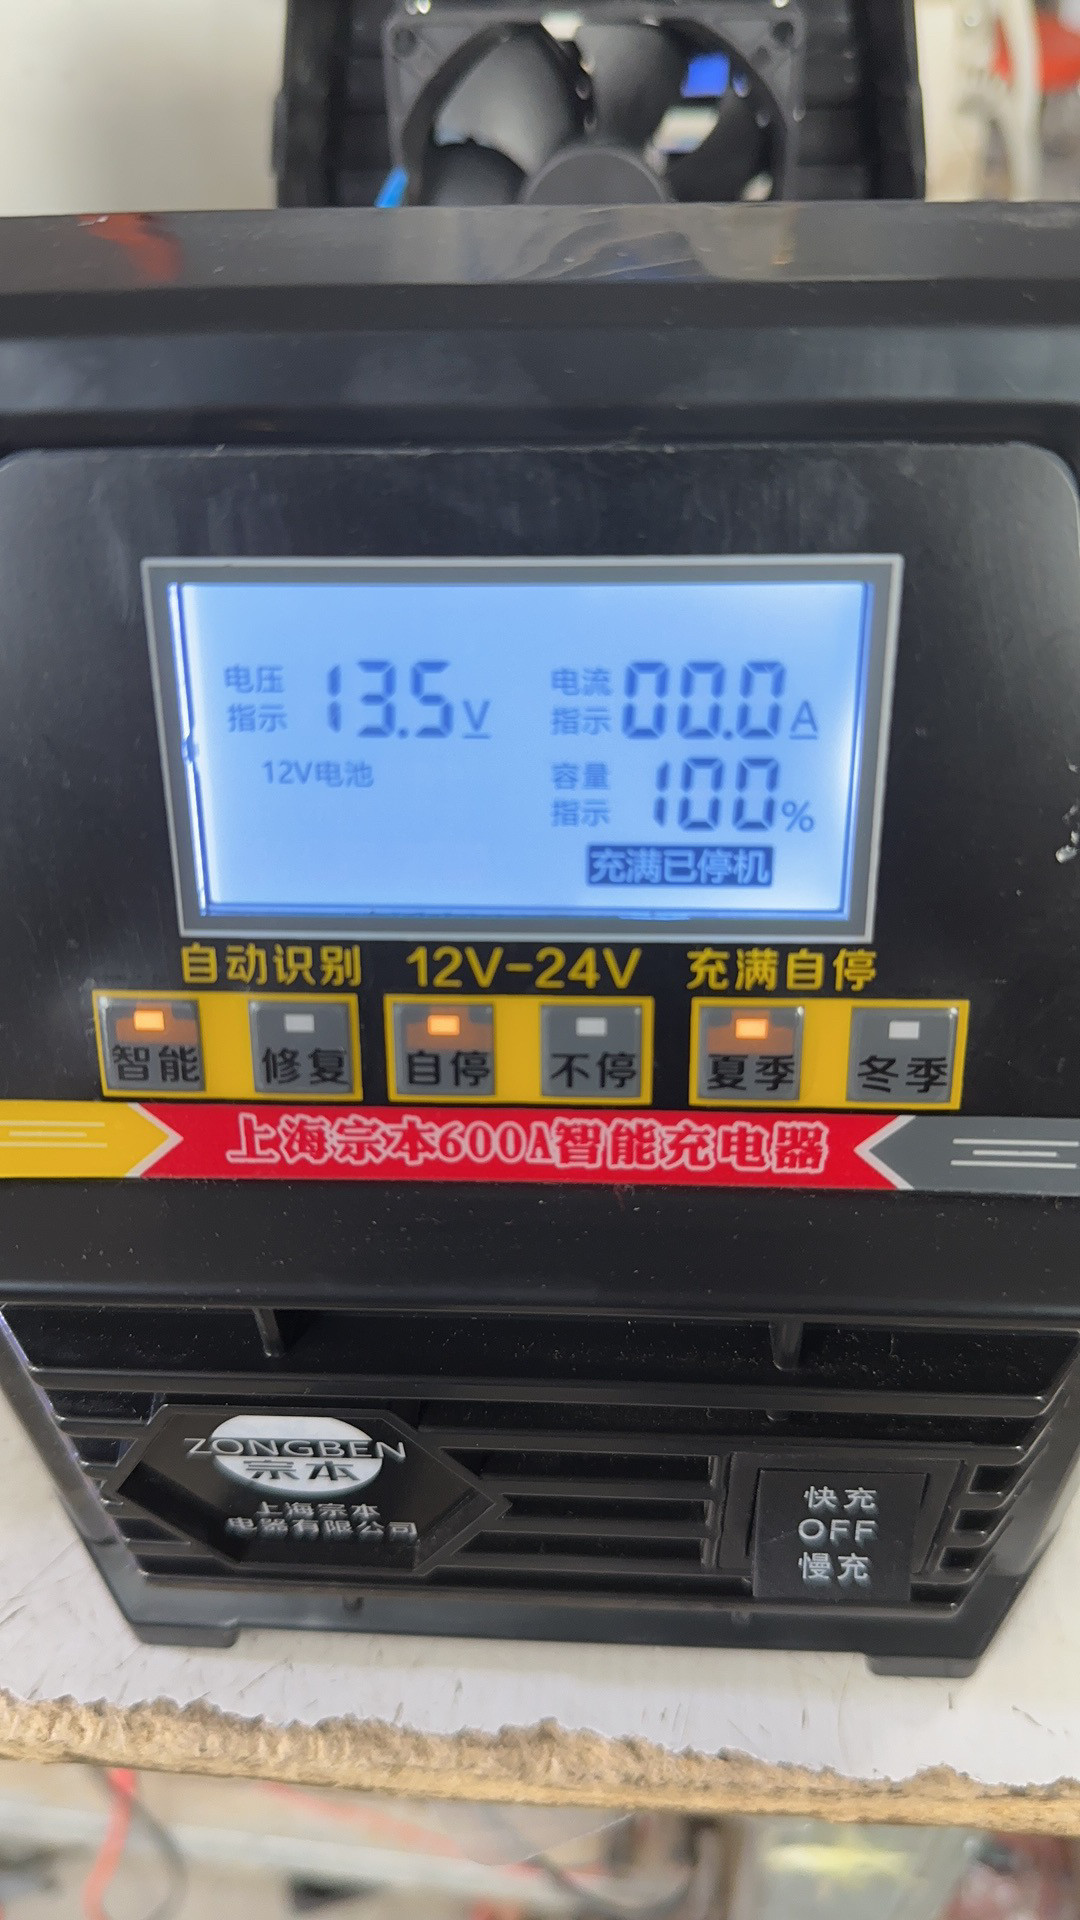 电压指示 13.5V
电流指示 00.0A
12V电池
容量指示 100%
充满已停机
自动识别 12V-24V 充满自停
智能 修复 自停 不停 夏季 冬季
上海宗本600A智能充电器
ZONGBEN
宗本
上海宗本
电器有限公司
快充
OFF
慢充